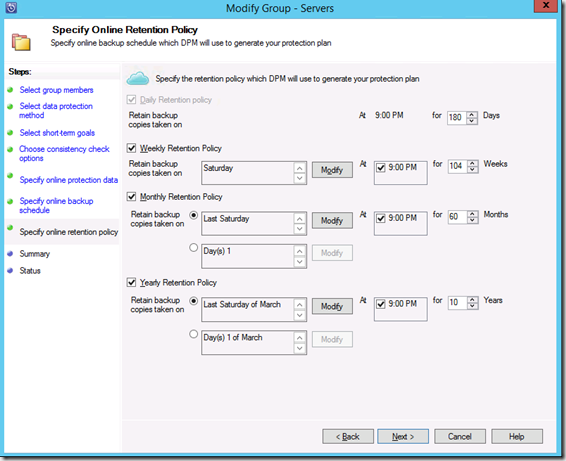 Modify Group - Servers
X
Specify Online Retention Policy
Specify online backup schedule which DPM will use to generate your protection plan
Steps:
Select group members
Select data protection method
Select short-term goals
Choose consistency check options
Specify online protection data
Specify online backup schedule
Specify online retention policy
Summary
Status
Specify the retention policy which DPM will use to generate your protection plan
Daily Retention policy
Retain backup copies taken on At 9:00 PM for 180 Days
Weekly Retention Policy
Retain backup copies taken on Saturday Modify At 9:00 PM for 104 Weeks
Monthly Retention Policy
Retain backup copies taken on Last Saturday Modify At 9:00 PM for 60 Months
Day(s) 1 Modify
Yearly Retention Policy
Retain backup copies taken on Last Saturday of March Modify At 9:00 PM for 10 Years
Day(s) 1 of March Modify
< Back Next > Cancel Help